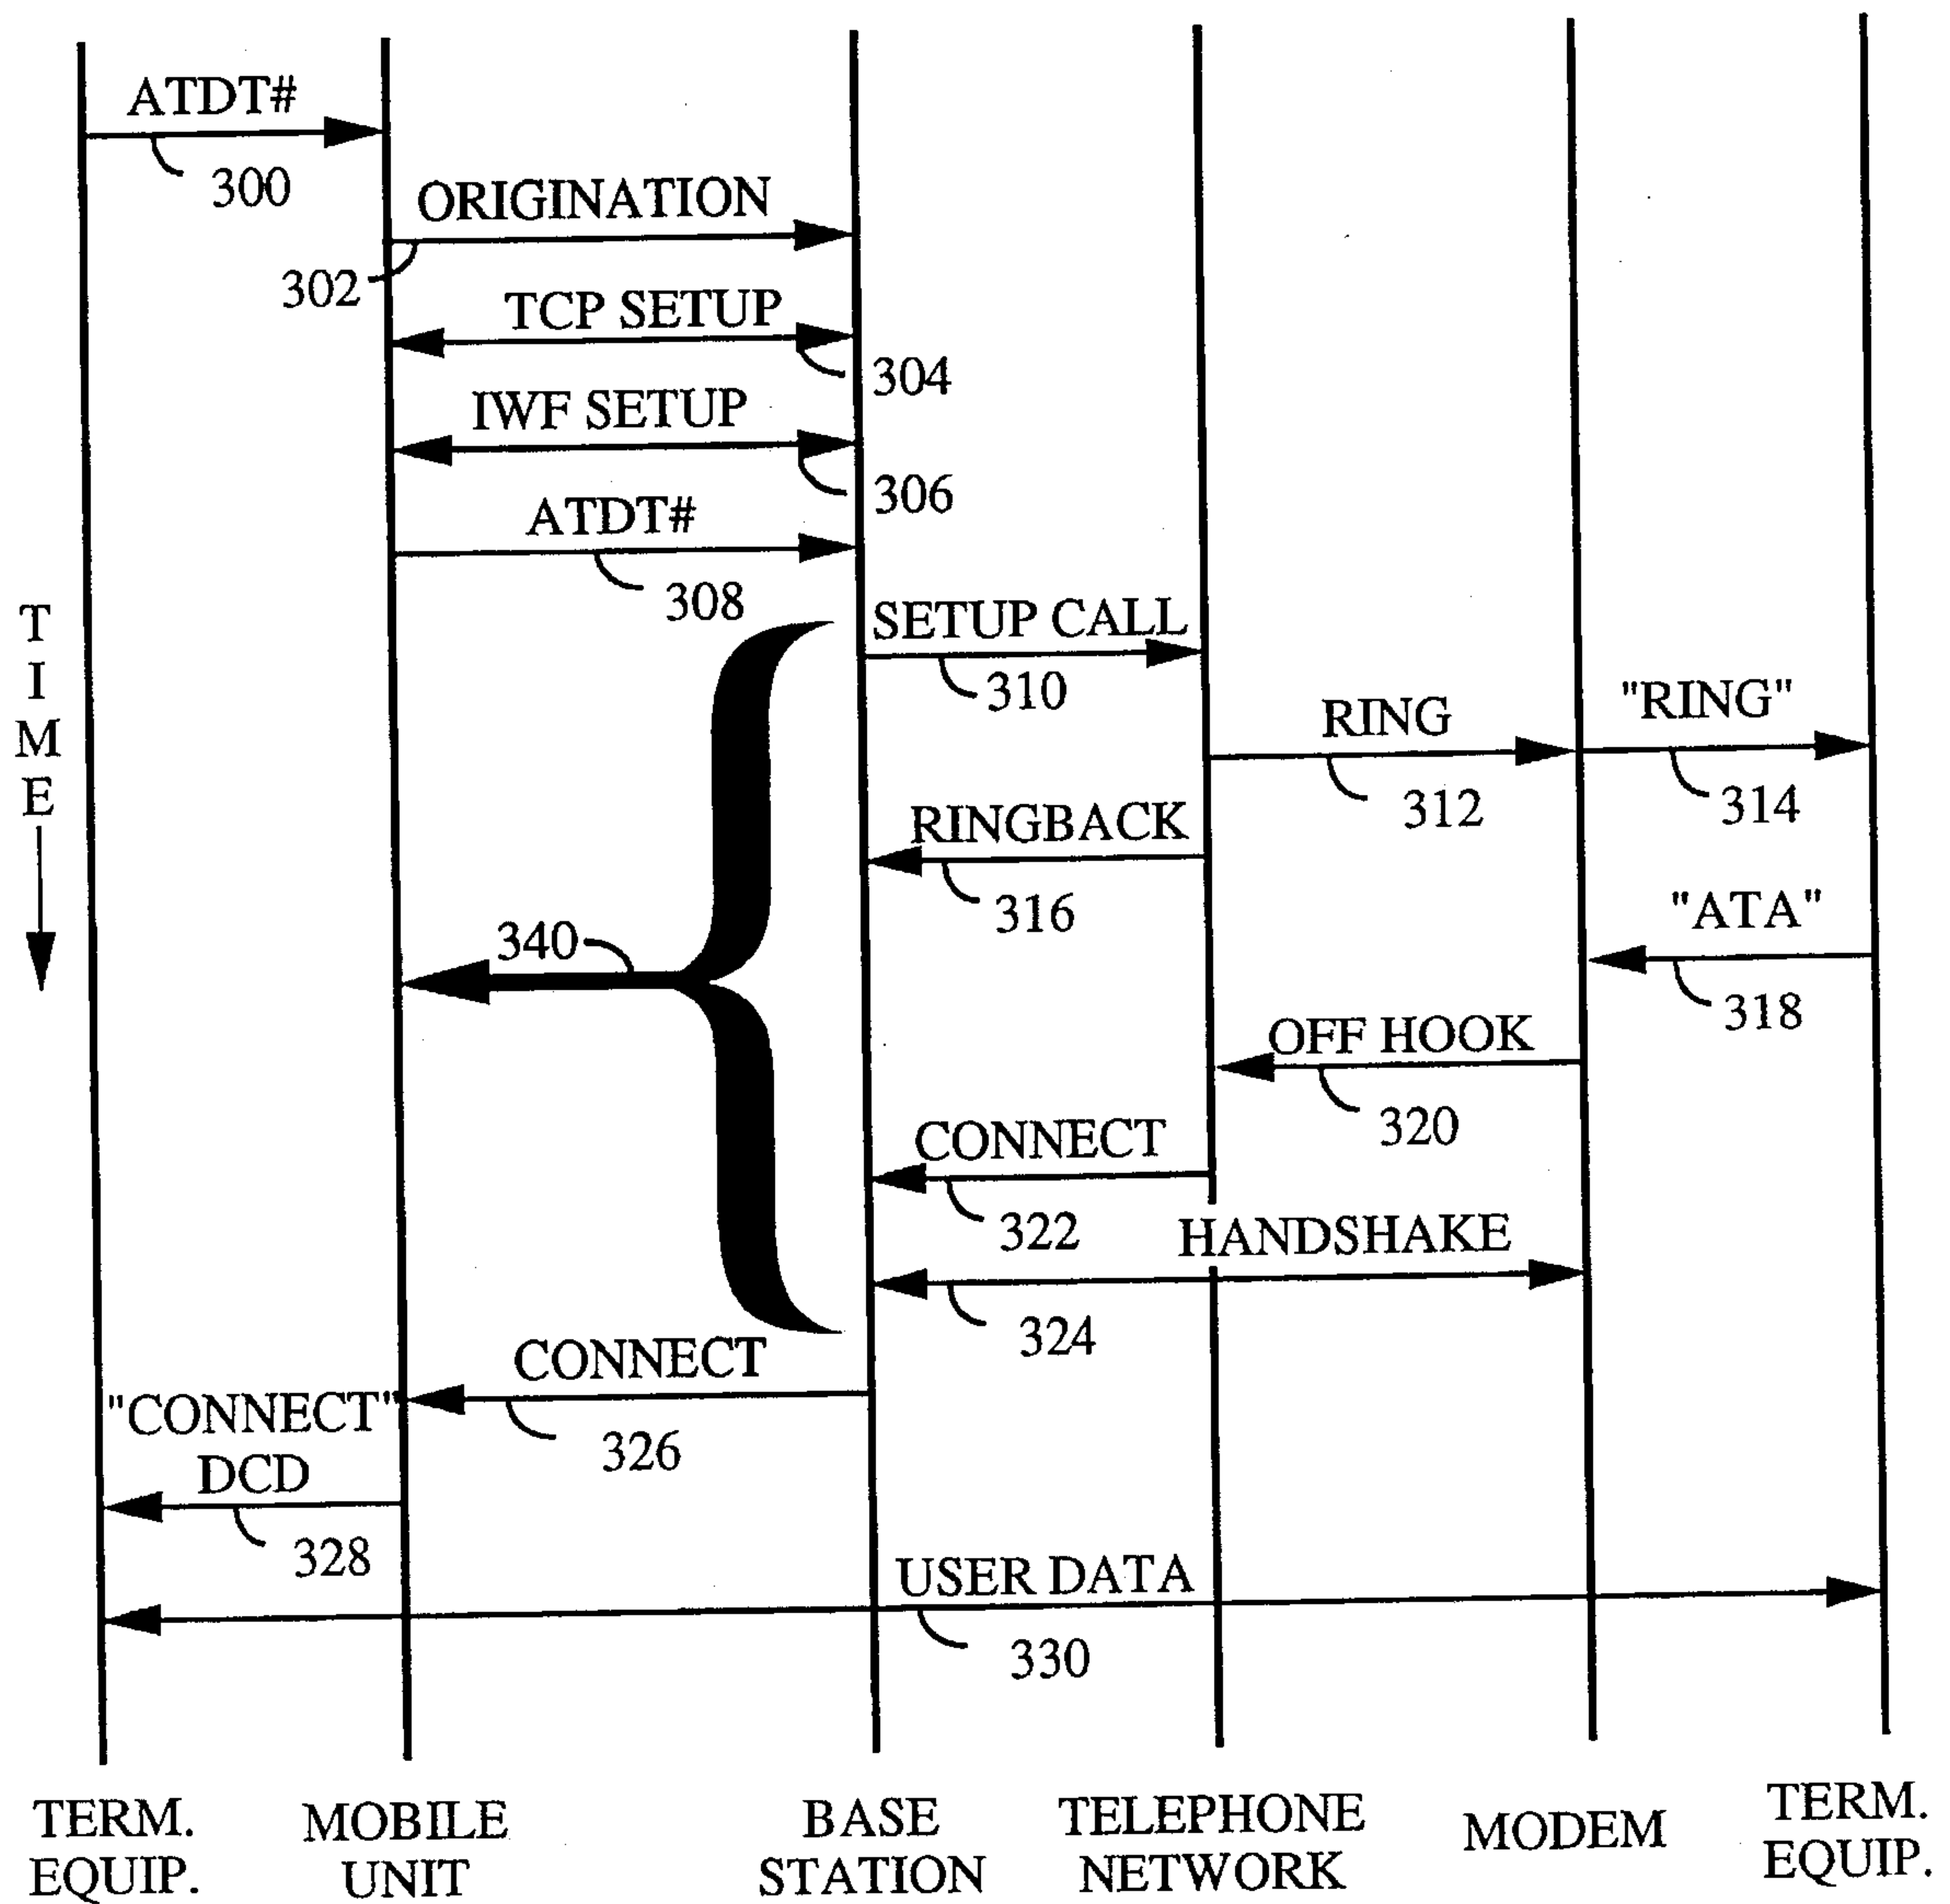 ATDT#
300
ORIGINATION
302
TCP SETUP
304
IWF SETUP
306
ATDT#
308
T
I
M
E
SETUP CALL
310
RING
312
"RING"
314
RINGBACK
316
"ATA"
318
340
OFF HOOK
320
CONNECT
322
HANDSHAKE
324
CONNECT
326
"CONNECT"
DCD
328
USER DATA
330
TERM.
EQUIP.
MOBILE
UNIT
BASE
STATION
TELEPHONE
NETWORK
MODEM
TERM.
EQUIP.